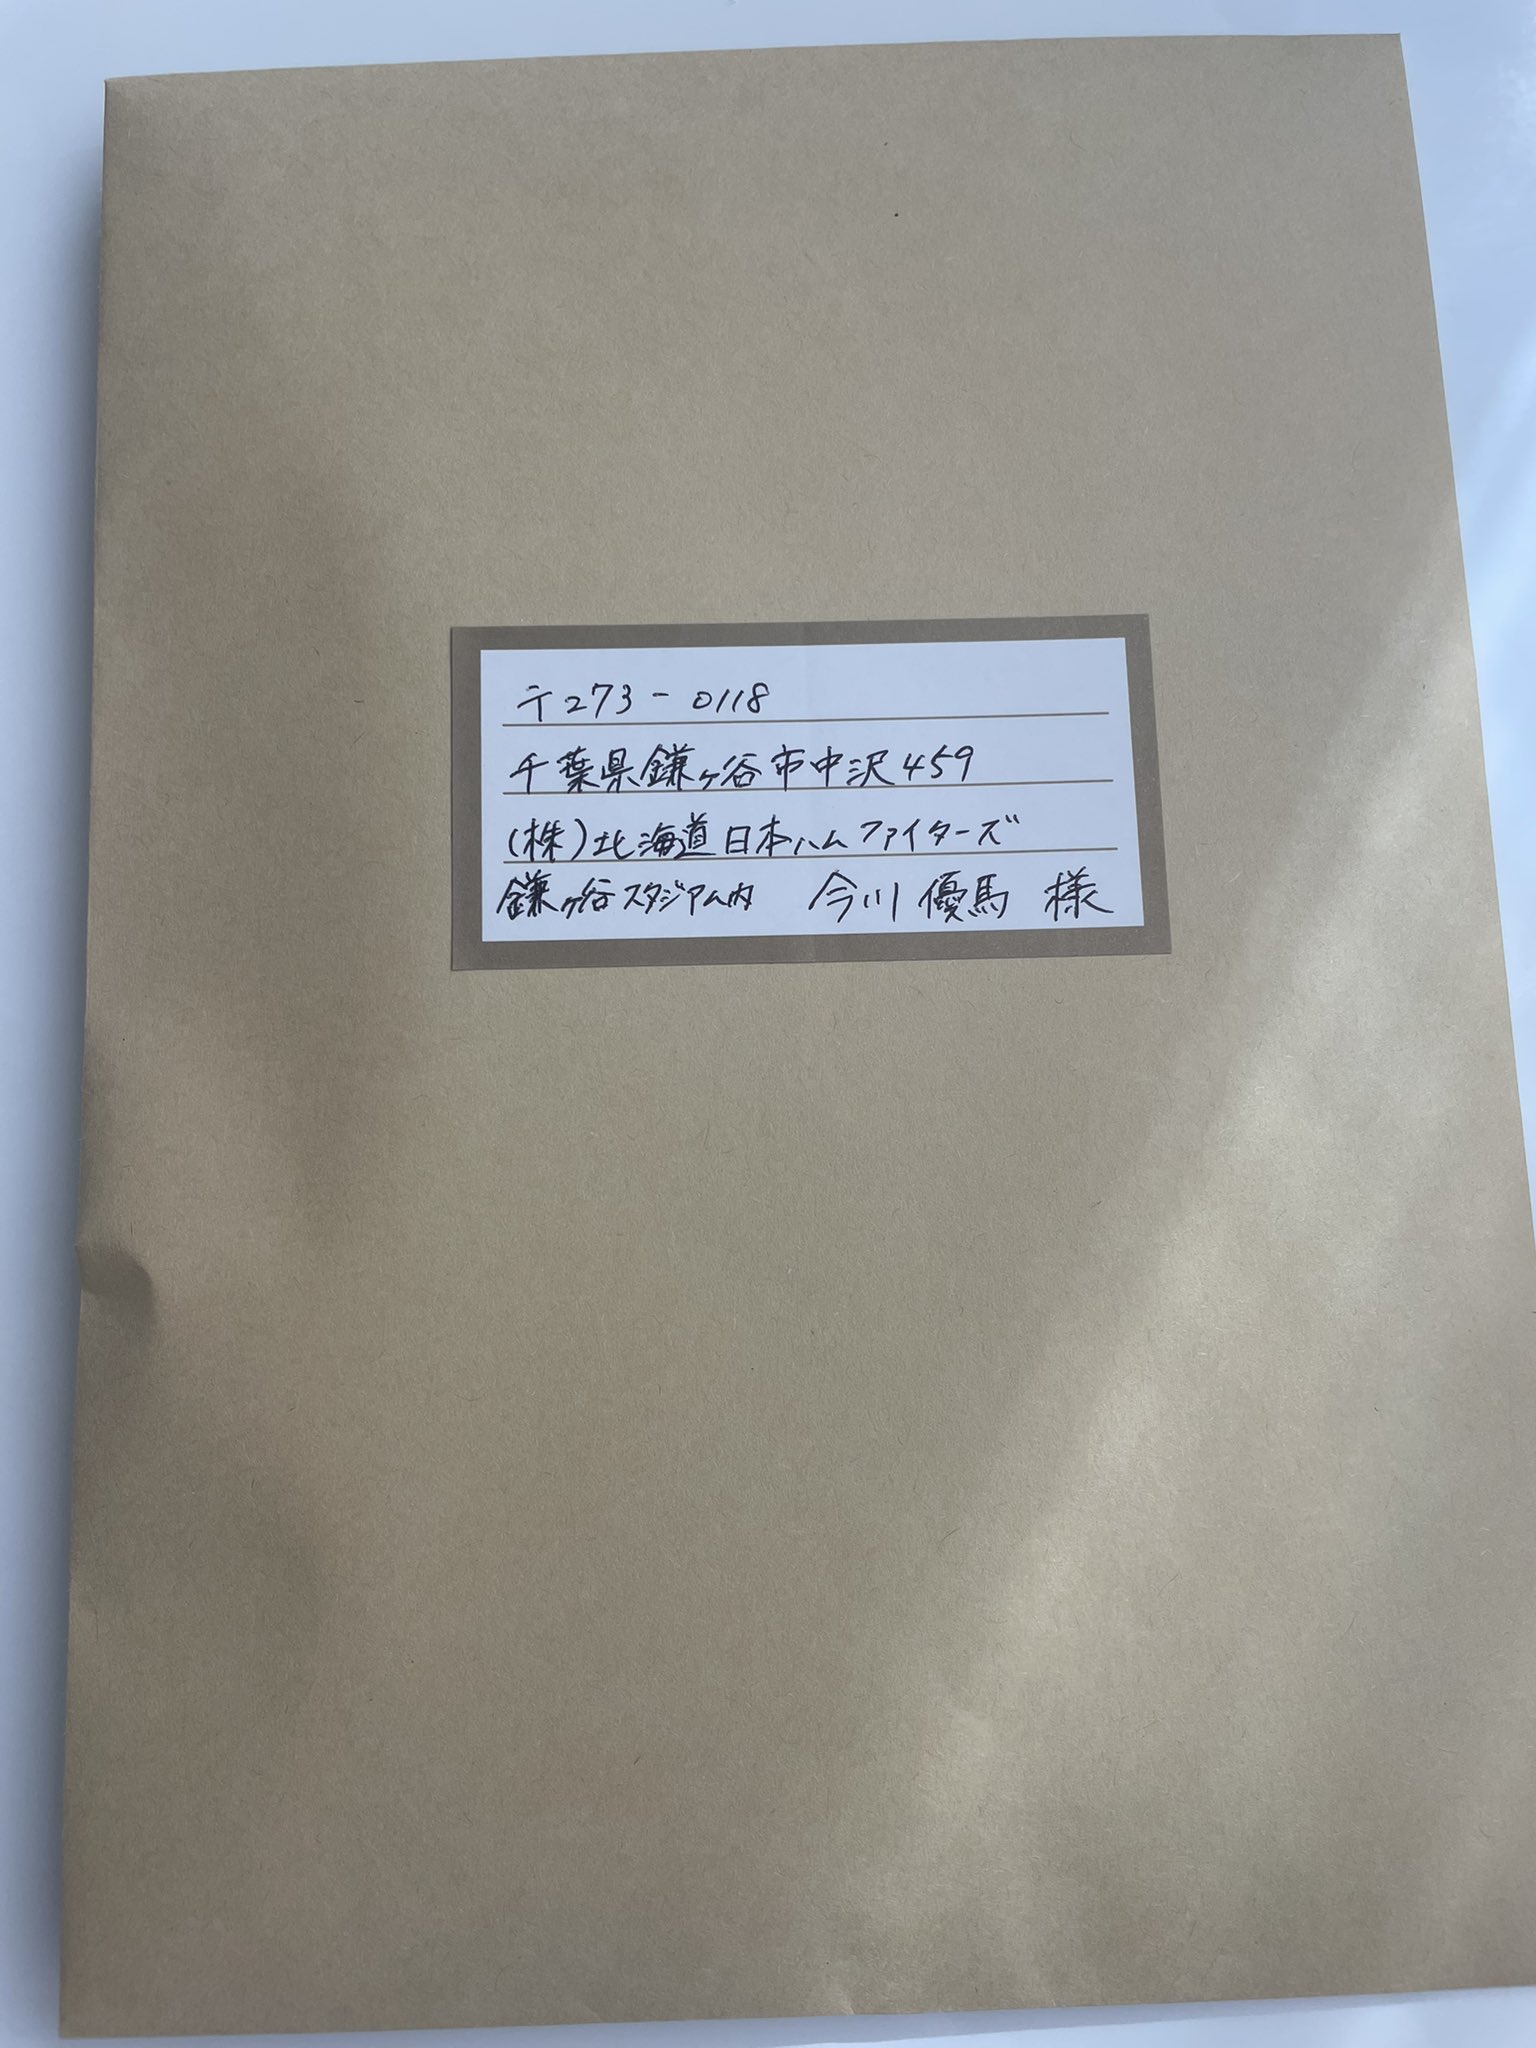 〒273-0118
千葉県鎌ヶ谷市中沢459
(株)北海道日本ハムファイターズ
鎌ヶ谷スタジアム内 今川優馬 様